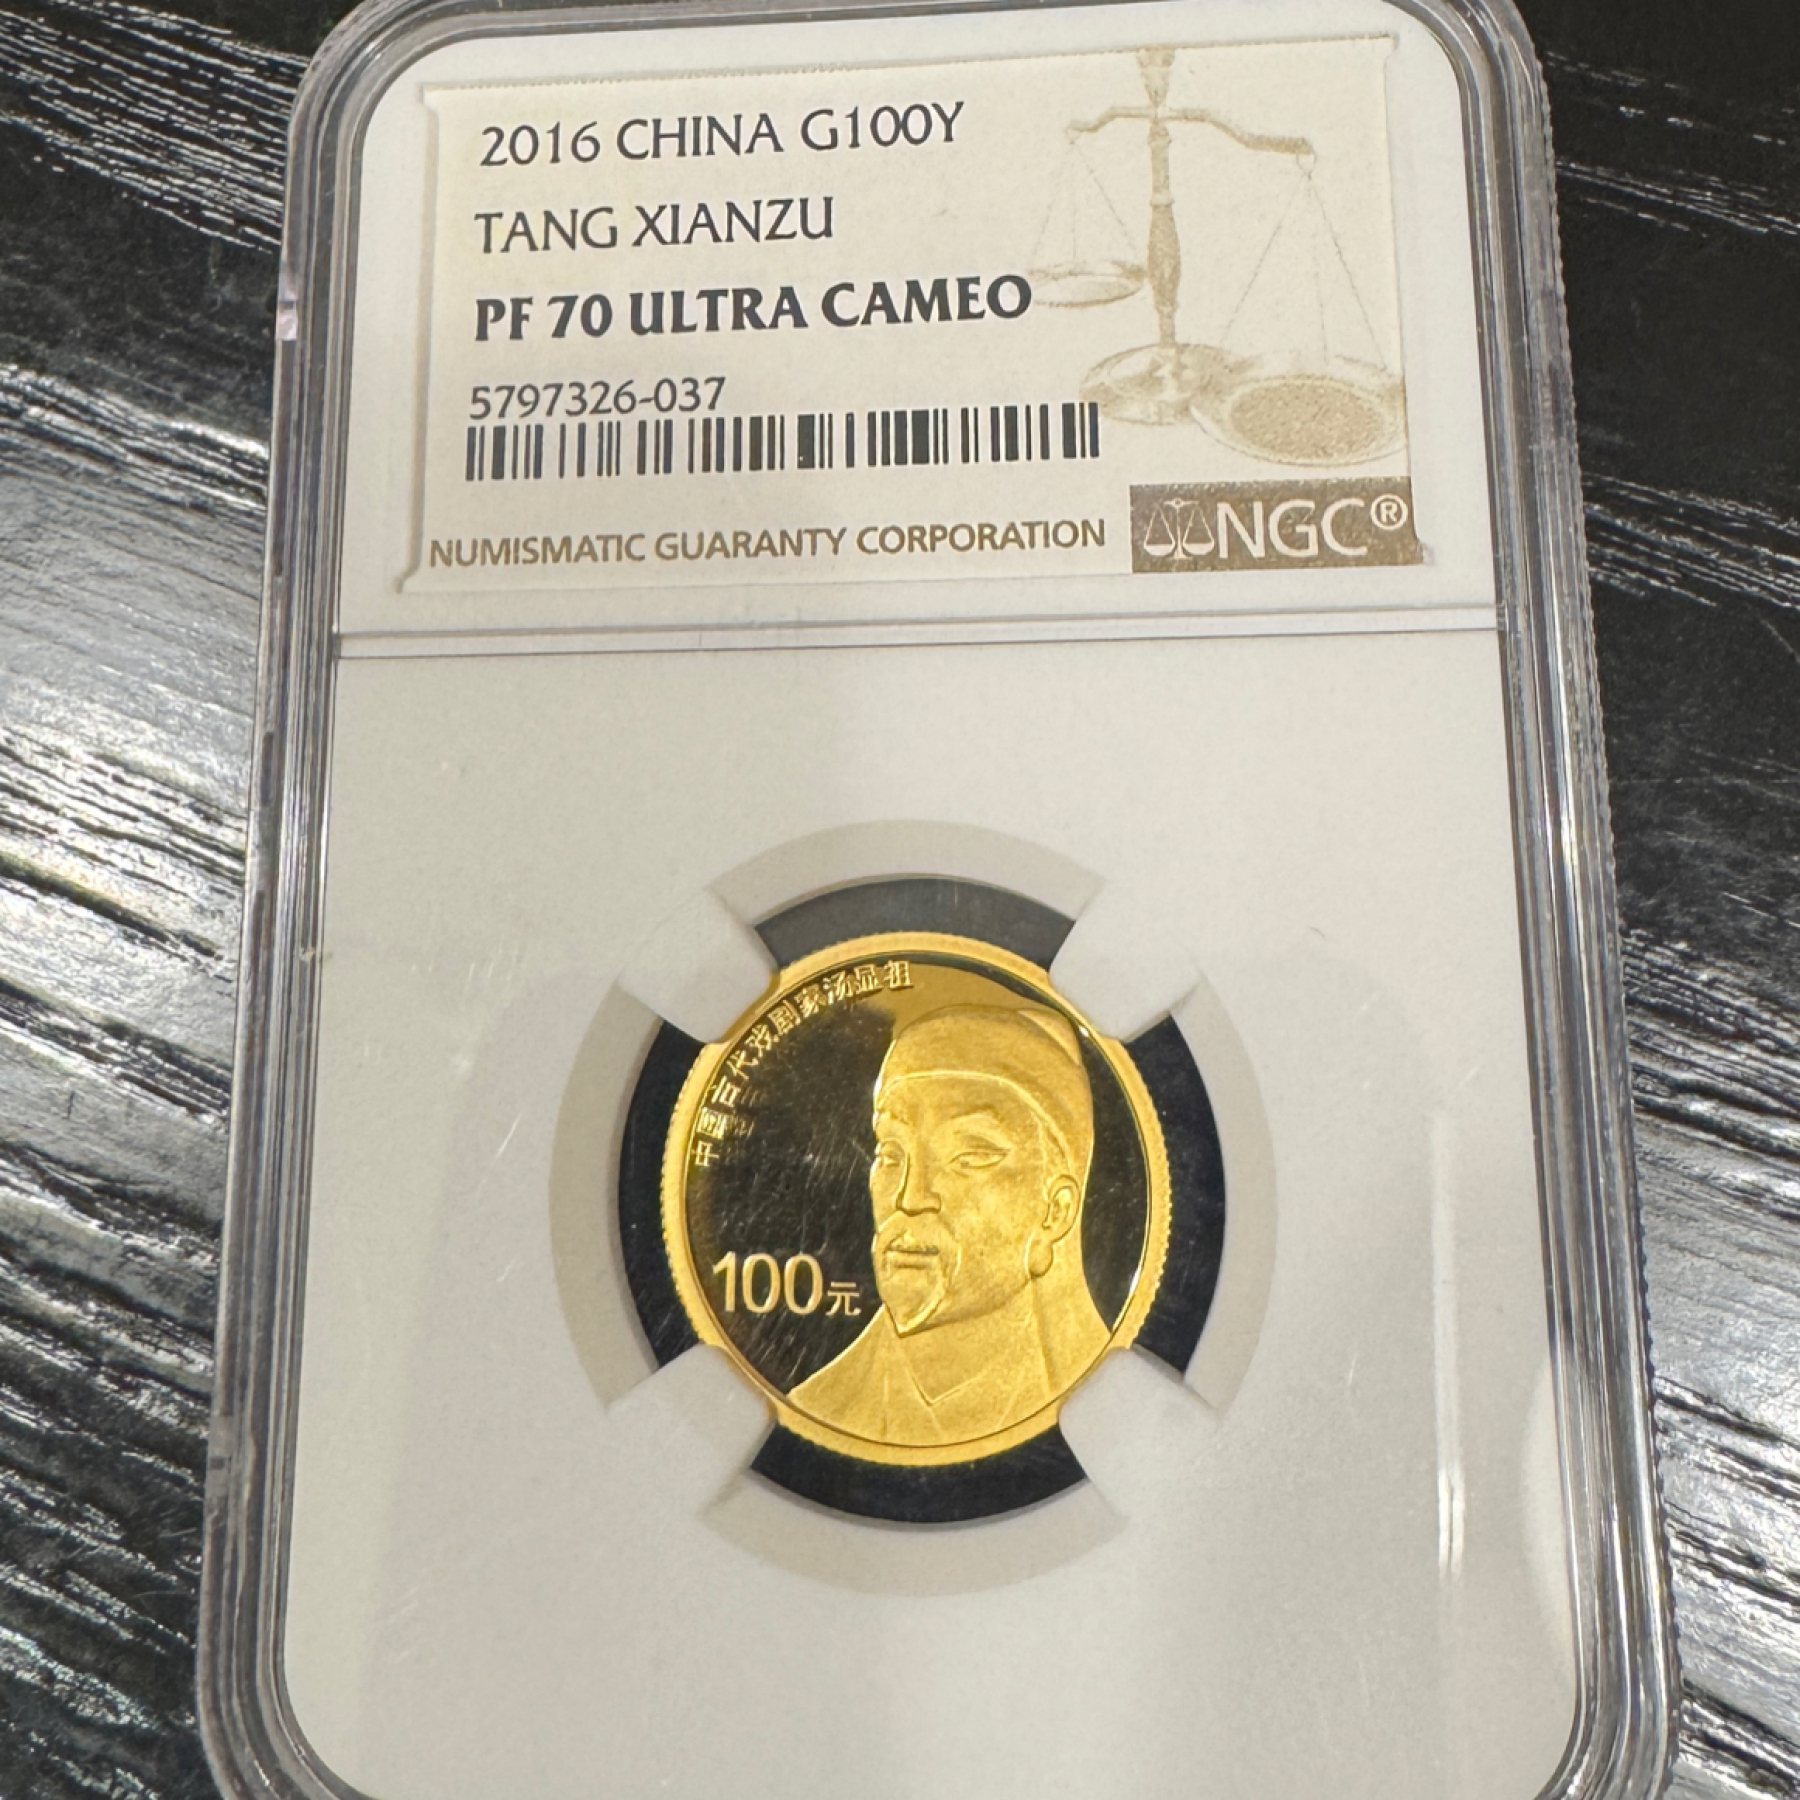 2016 CHINA G100Y
TANG XIANZU
PF 70 ULTRA CAMEO
5797326-037
NUMISMATIC GUARANTY CORPORATION
NGC®
中国古代戏剧家汤显祖
100元